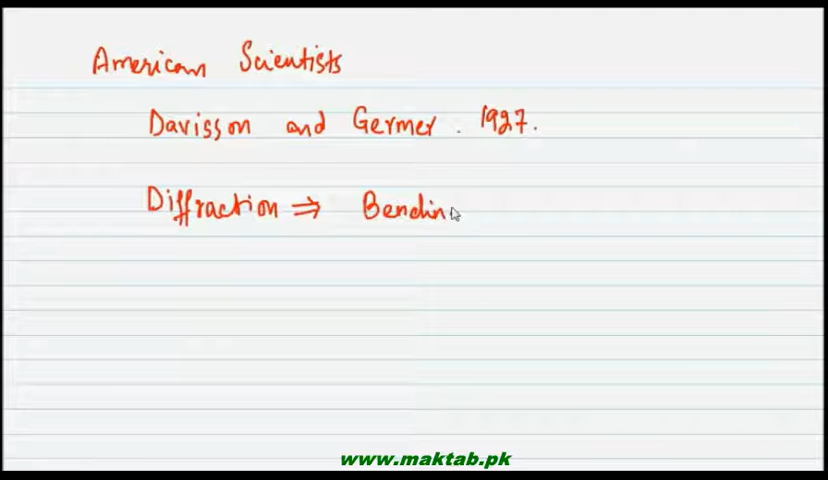 American Scientists
Davisson and Germer. 1927.
Diffraction ⇒ Bendin
www.maktab.pk